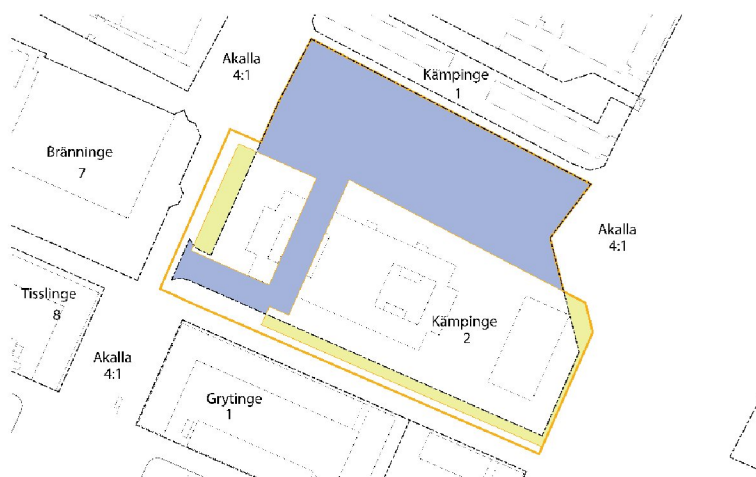 Akalla
4:1
Kämpinge
1
Bränninge
7
Akalla
4:1
Tisslinge
8
Kämpinge
2
Akalla
4:1
Grytinge
1